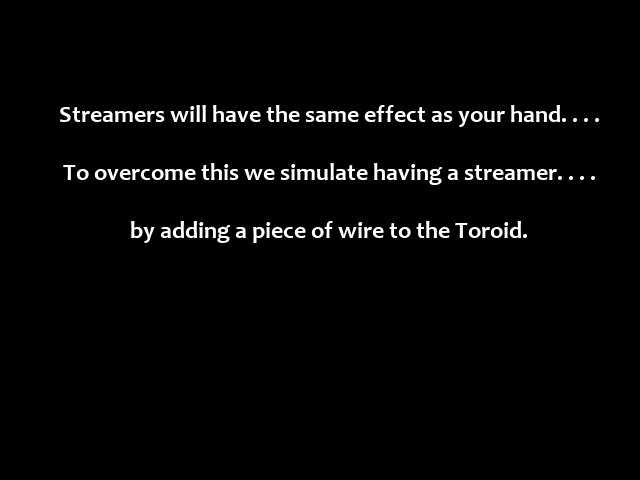 Streamers will have the same effect as your hand. . . .
To overcome this we simulate having a streamer. . . .
by adding a piece of wire to the Toroid.